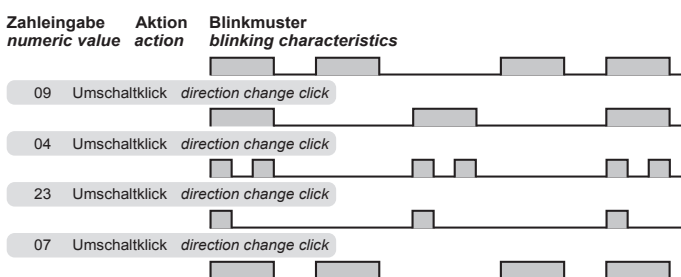 Zahleingabe Aktion Blinkmuster
numeric value action blinking characteristics
09 Umschaltklick direction change click
04 Umschaltklick direction change click
23 Umschaltklick direction change click
07 Umschaltklick direction change click